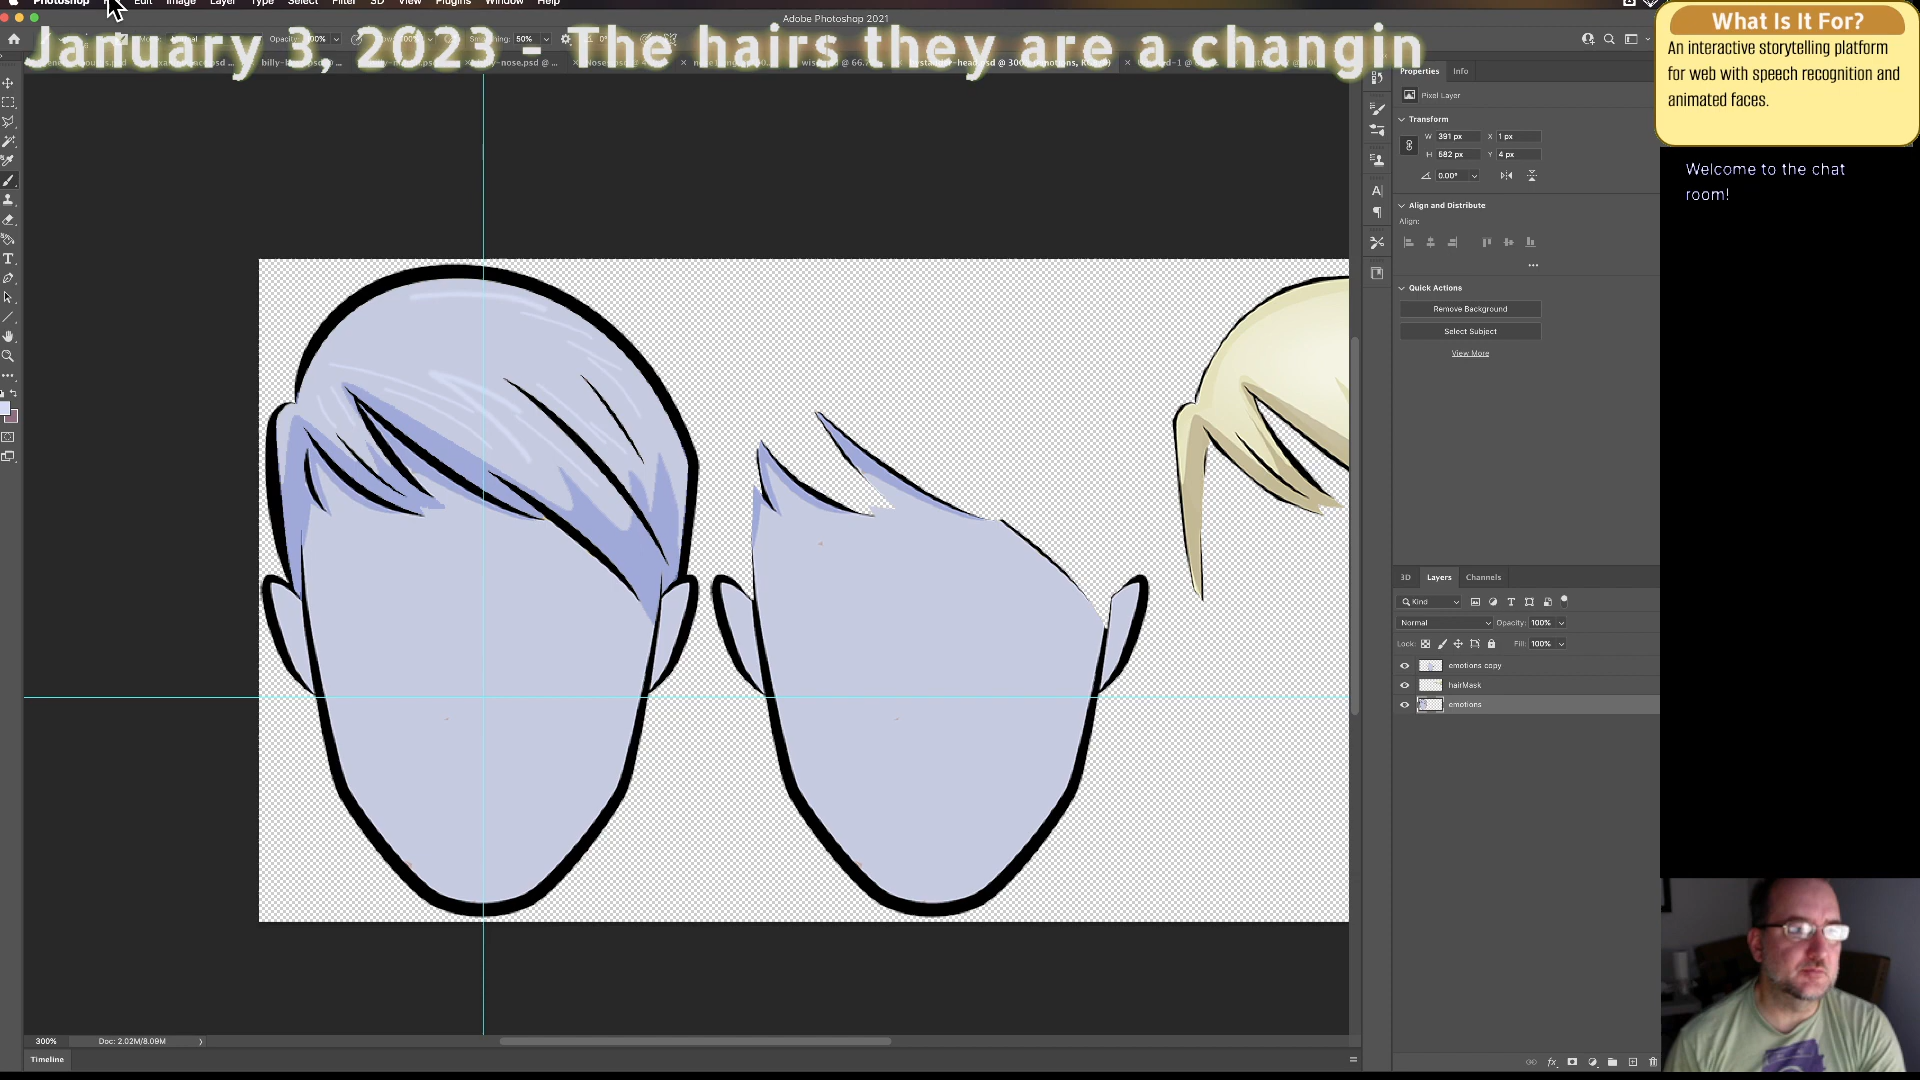 Photoshop Edit Image Layer Type Select Filter 3D View Plugins Window Help
Adobe Photoshop 2021
January 3, 2023 - The hairs they are a changin
Opacity: Smoothing: 50%
Properties Info
Pixel Layer
Transform
W 391 px X 1 px
H 582 px Y 4 px
0.00°
Align and Distribute
Align:
Quick Actions
Remove Background
Select Subject
View More
3D Layers Channels
Kind
Normal Opacity: 100%
Lock: Fill: 100%
emotions copy
hairMask
emotions
300% Doc: 2.02M/8.09M
Timeline
What Is It For?
An interactive storytelling platform
for web with speech recognition and
animated faces.
Welcome to the chat
room!